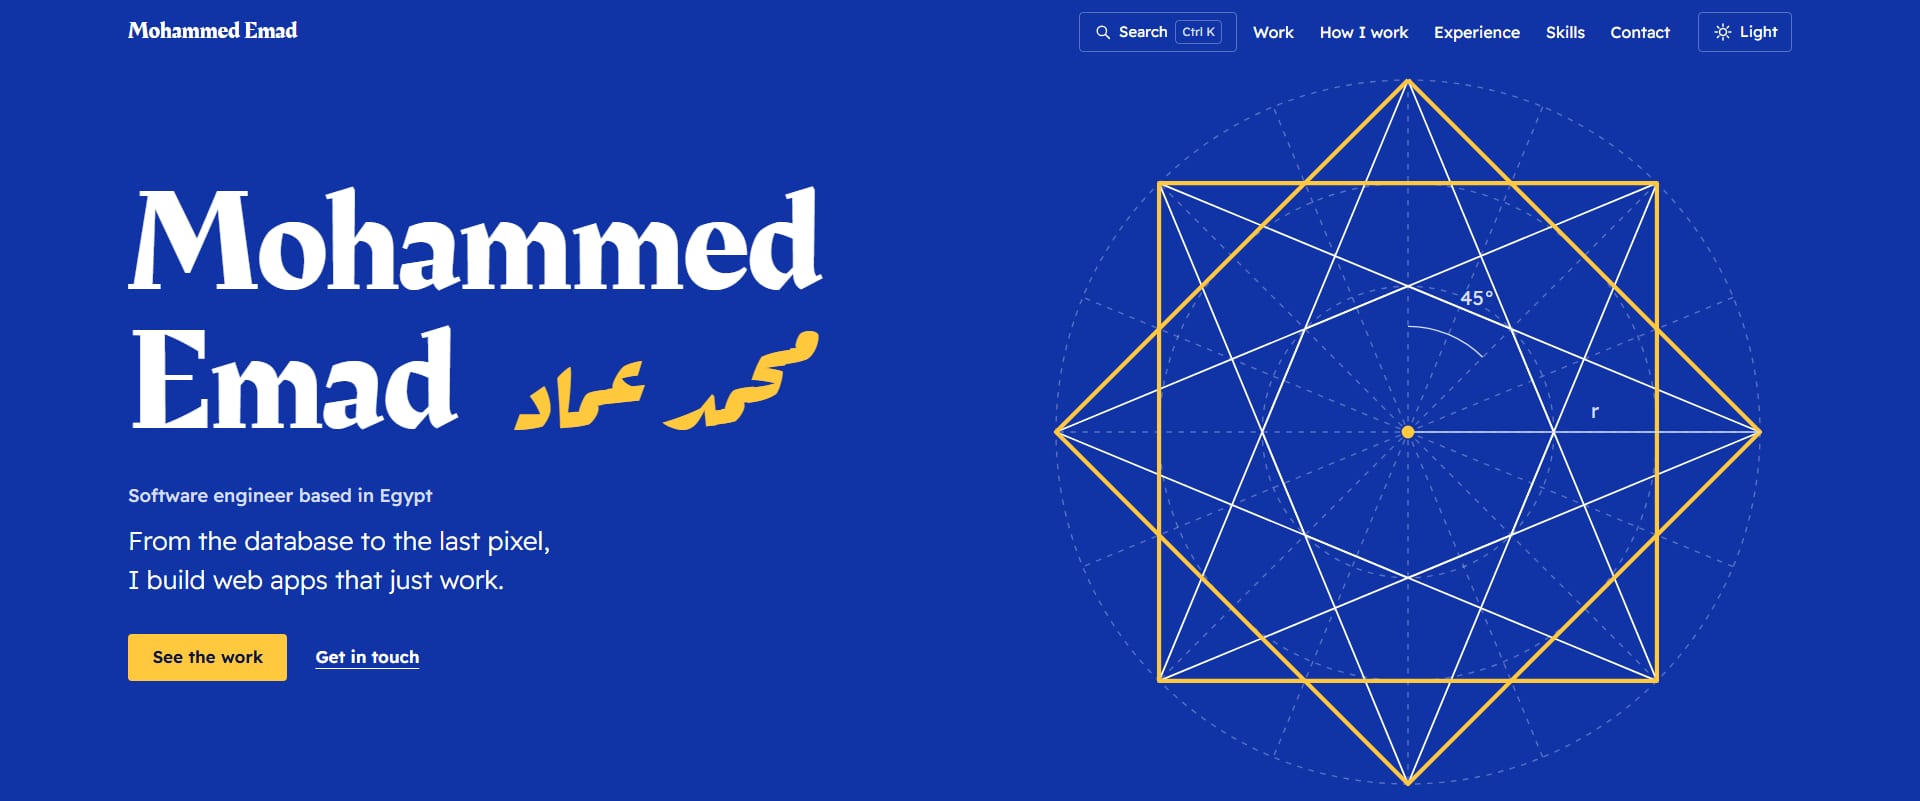 Mohammed Emad
Search Ctrl K Work How I work Experience Skills Contact Light
Mohammed
Emad محمد عماد
Software engineer based in Egypt
From the database to the last pixel,
I build web apps that just work.
See the work Get in touch
45°
r